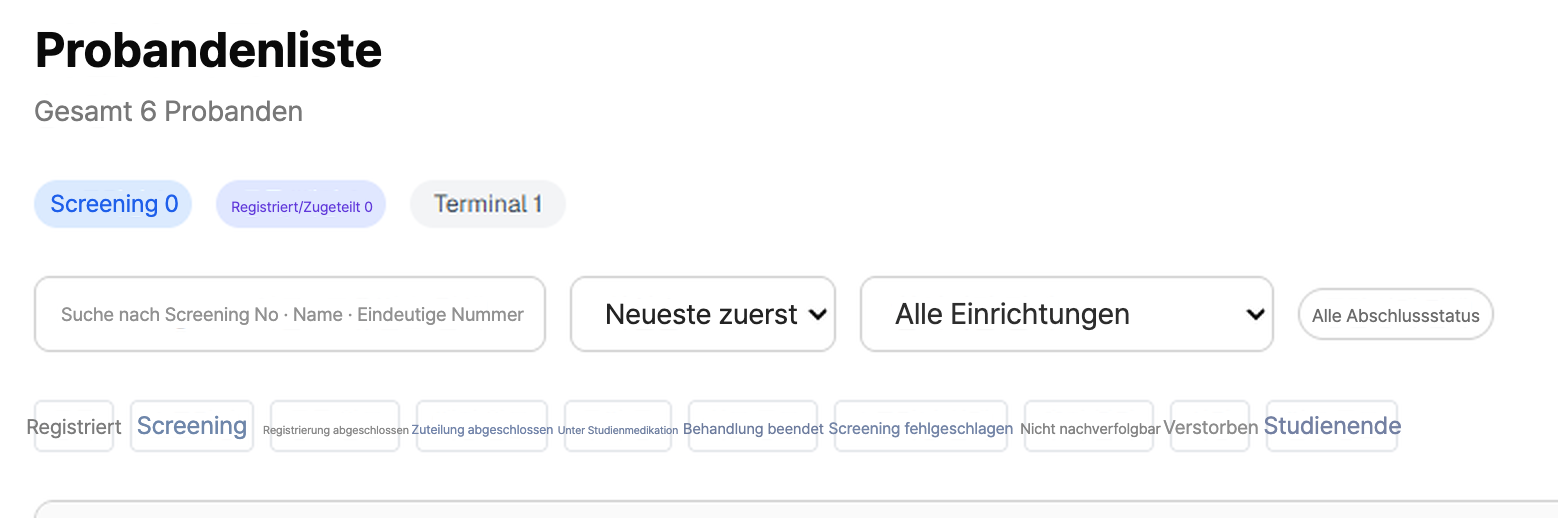 Probandenliste
Gesamt 6 Probanden
Screening 0 Registriert/Zugeteilt 0 Terminal 1
Suche nach Screening No · Name · Eindeutige Nummer Neueste zuerst Alle Einrichtungen Alle Abschlussstatus
Registriert Screening Registrierung abgeschlossen Zuteilung abgeschlossen Unter Studienmedikation Behandlung beendet Screening fehlgeschlagen Nicht nachverfolgbar Verstorben Studienende